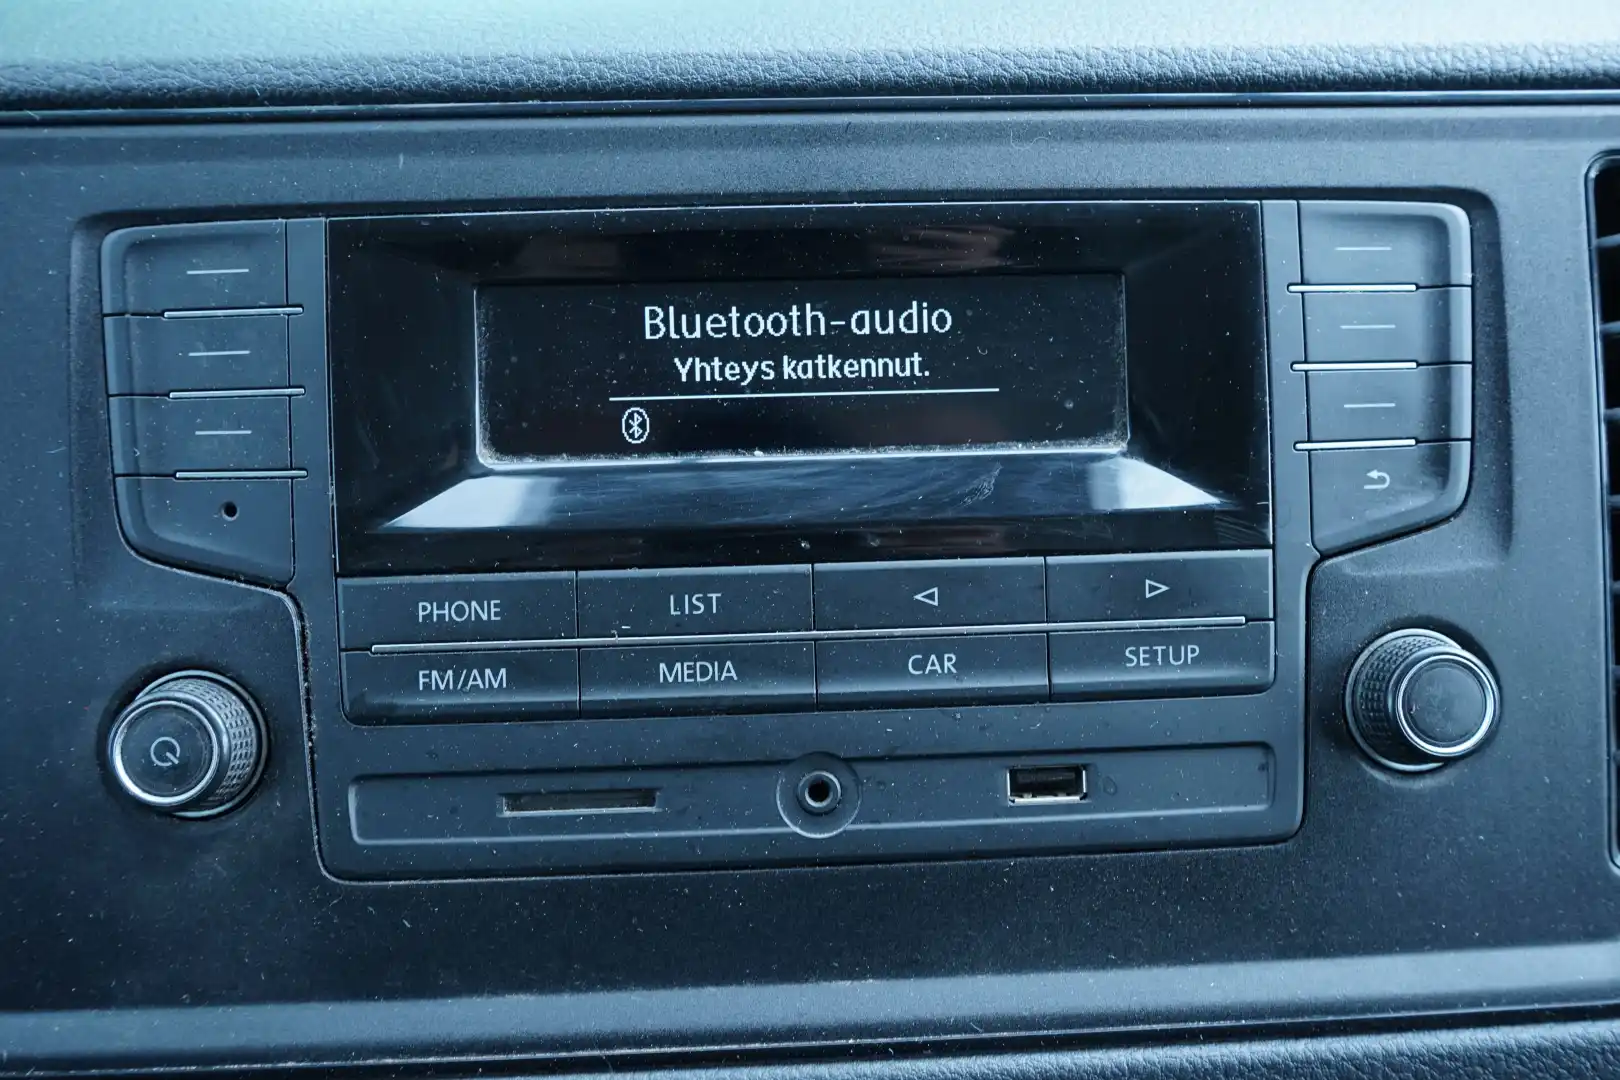 Bluetooth-audio
Yhteys katkennut.
PHONE
LIST
FM/AM
MEDIA
CAR
SETUP